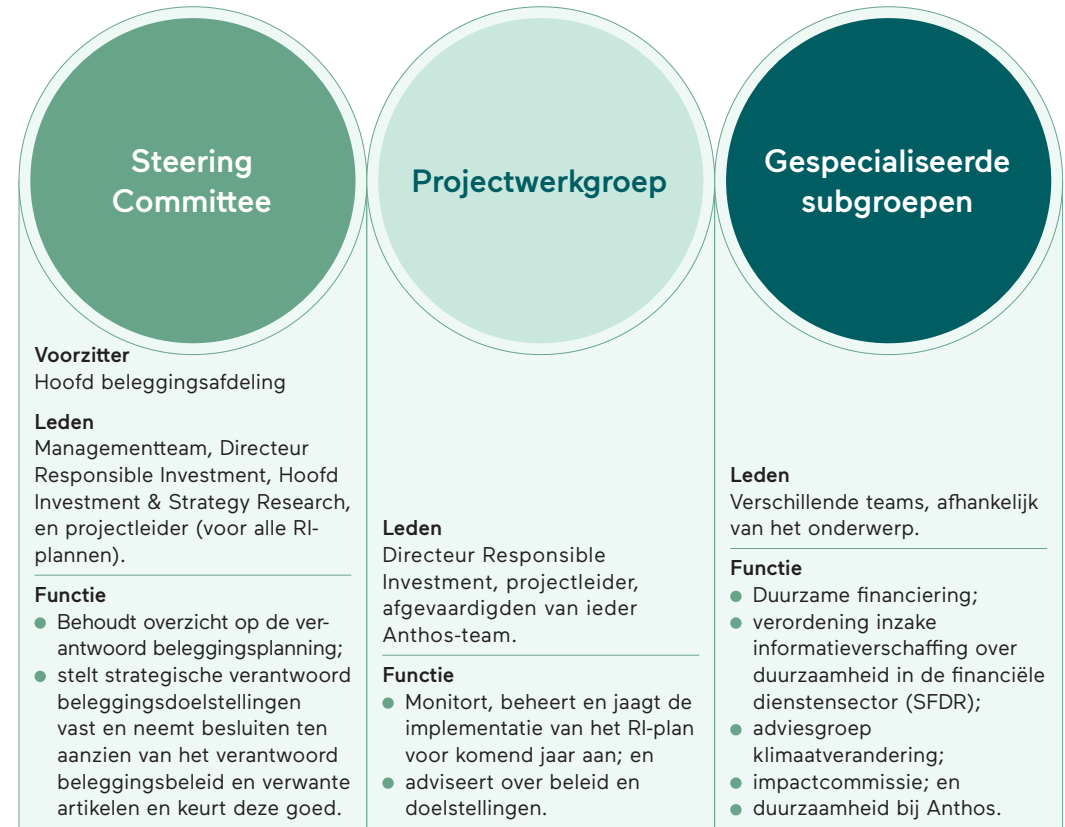 Steering
Committee
Voorzitter
Hoofd beleggingsafdeling
Leden
Managementteam, Directeur
Responsible Investment, Hoofd
Investment & Strategy Research,
en projectleider (voor alle RI-
plannen).
Functie
Behoudt overzicht op de ver-
antwoord beleggingsplanning;
stelt strategische verantwoord
beleggingsdoelstellingen
vast en neemt besluiten ten
aanzien van het verantwoord
beleggingsbeleid en verwante
artikelen en keurt deze goed.
Projectwerkgroep
Leden
Directeur Responsible
Investment, projectleider,
afgevaardigden van ieder
Anthos-team.
Functie
Monitort, beheert en jaagt de
implementatie van het RI-plan
voor komend jaar aan; en
adviseert over beleid en
doelstellingen.
Gespecialiseerde
subgroepen
Leden
Verschillende teams, afhankelijk
van het onderwerp.
Functie
Duurzame financiering;
verordening inzake
informatieverschaffing over
duurzaamheid in de financiële
dienstensector (SFDR);
adviesgroep
klimaatverandering;
impactcommissie; en
duurzaamheid bij Anthos.